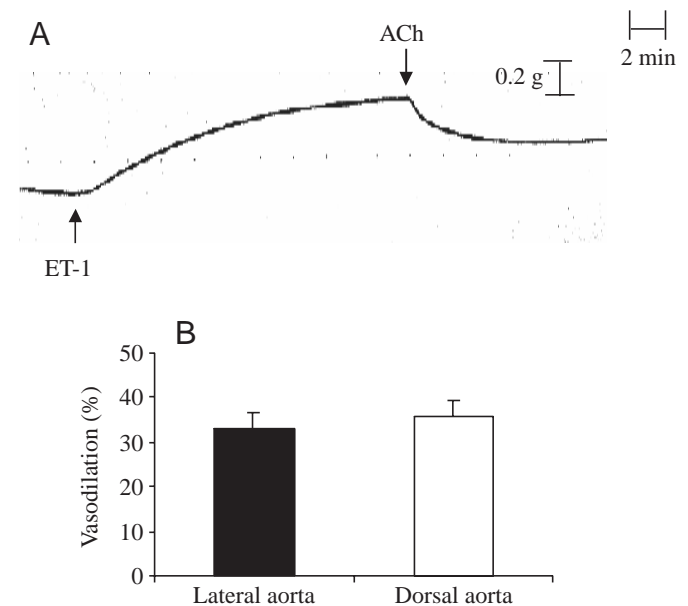 A
ACh
0.2 g
2 min
ET-1
B
50
40
30
20
10
0
Vasodilation (%)
Lateral aorta
Dorsal aorta